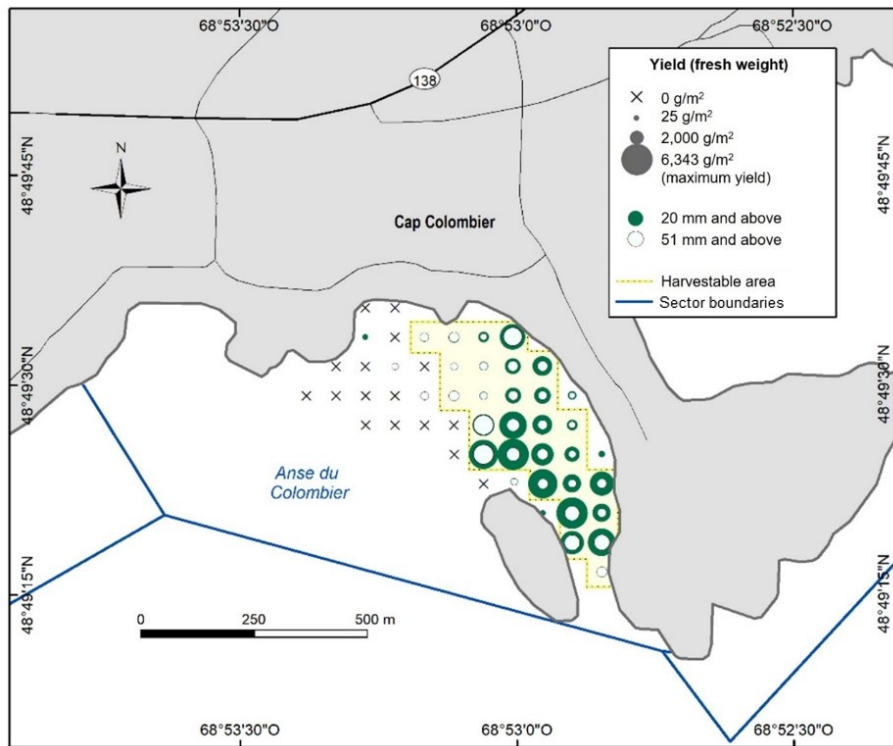 68°53'30"O 68°53'0"O 68°52'30"O
138
Yield (fresh weight)
0 g/m²
25 g/m²
2,000 g/m²
6,343 g/m²
(maximum yield)
20 mm and above
51 mm and above
Harvestable area
Sector boundaries
48°49'45"N
48°49'45"N
N
Cap Colombier
48°49'30"N
48°49'30"N
Anse du
Colombier
48°49'15"N
48°49'15"N
0 250 500 m
68°53'30"O 68°53'0"O 68°52'30"O